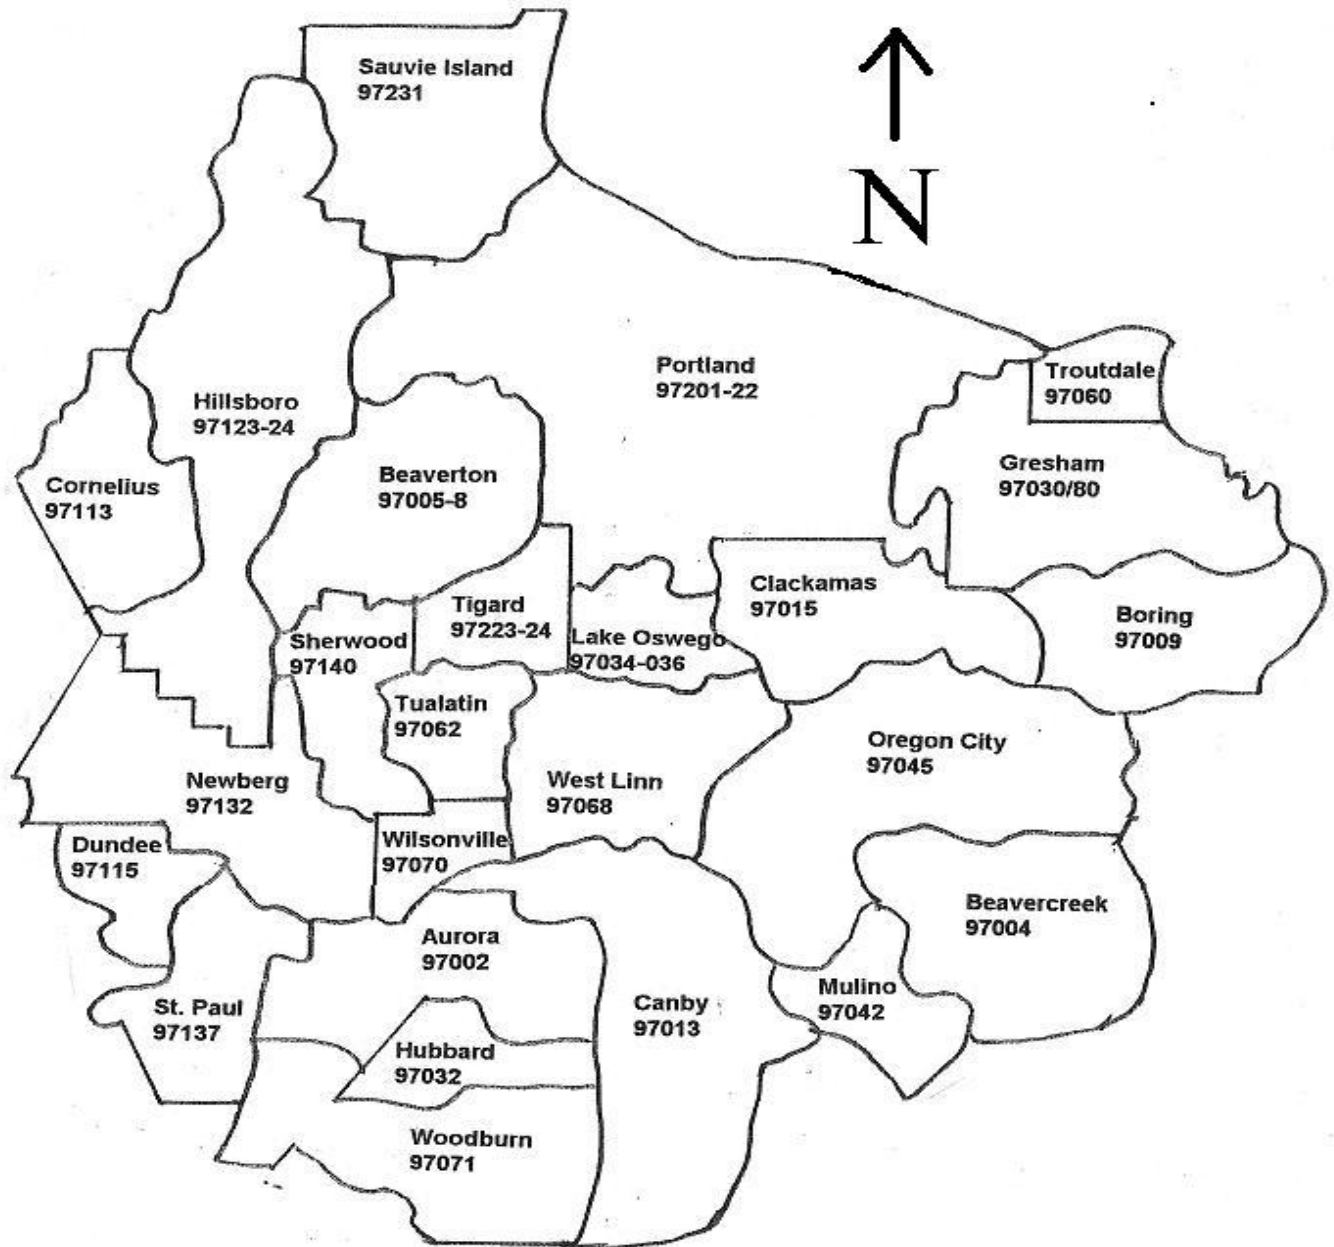 Sauvie Island
97231
N
Portland
97201-22
Troutdale
97060
Hillsboro
97123-24
Gresham
97030/80
Beaverton
97005-8
Cornelius
97113
Clackamas
97015
Tigard
97223-24
Boring
97009
Sherwood
97140
Lake Oswego
97034-036
Tualatin
97062
Oregon City
97045
Newberg
97132
West Linn
97068
Dundee
97115
Wilsonville
97070
Beavercreek
97004
Aurora
97002
Mulino
97042
St. Paul
97137
Canby
97013
Hubbard
97032
Woodburn
97071